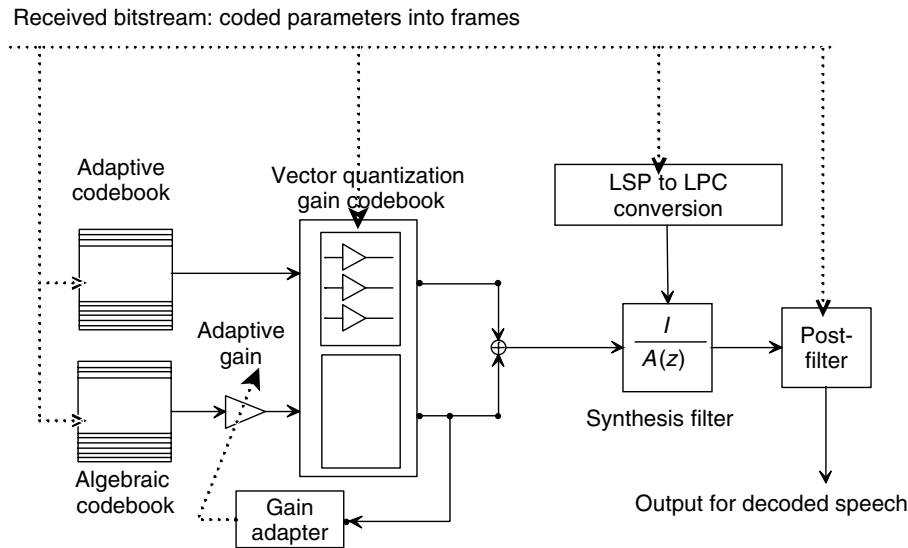 Received bitstream: coded parameters into frames
Adaptive
codebook
Vector quantization
gain codebook
LSP to LPC
conversion
Adaptive
gain
I
A(z)
Post-
filter
Synthesis filter
Algebraic
codebook
Gain
adapter
Output for decoded speech